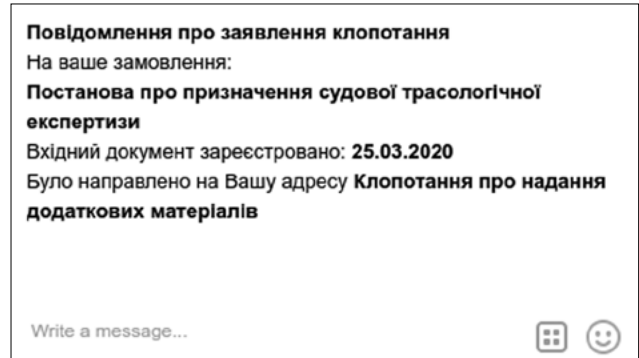 Повідомлення про заявлення клопотання
На ваше замовлення:
Постанова про призначення судової трасологічної
експертизи
Вхідний документ зареєстровано: 25.03.2020
Було направлено на Вашу адресу Клопотання про надання
додаткових матеріалів
Write a message...